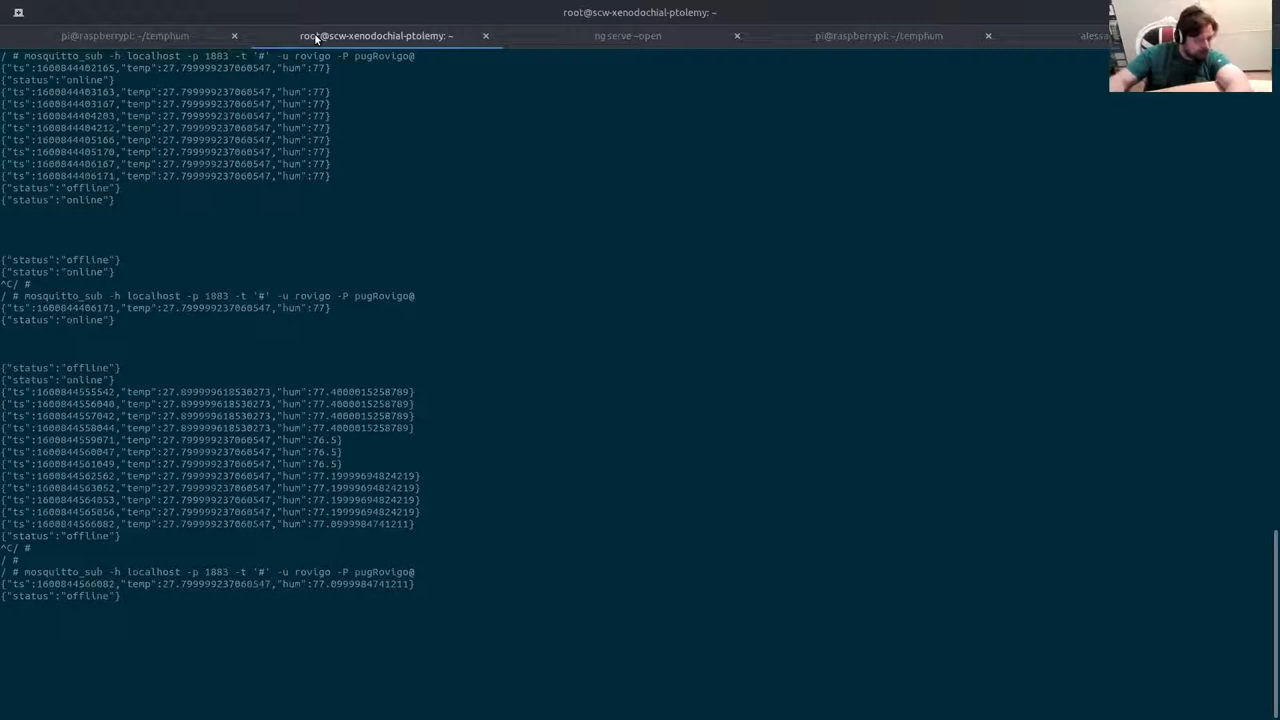 root@scw-xenodochial-ptolemy: ~
pi@raspberrypi: ~/temphum
root@scw-xenodochial-ptolemy: ~
ng serve --open
pi@raspberrypi: ~/temphum
alessa
/ # mosquitto_sub -h localhost -p 1883 -t '#' -u rovigo -P pugRovigo@
{"ts":1600844402165,"temp":27.799999237060547,"hum":77}
{"status":"online"}
{"ts":1600844403163,"temp":27.799999237060547,"hum":77}
{"ts":1600844403167,"temp":27.799999237060547,"hum":77}
{"ts":1600844404203,"temp":27.799999237060547,"hum":77}
{"ts":1600844404212,"temp":27.799999237060547,"hum":77}
{"ts":1600844405166,"temp":27.799999237060547,"hum":77}
{"ts":1600844405170,"temp":27.799999237060547,"hum":77}
{"ts":1600844406167,"temp":27.799999237060547,"hum":77}
{"ts":1600844406171,"temp":27.799999237060547,"hum":77}
{"status":"offline"}
{"status":"online"}
{"status":"offline"}
{"status":"online"}
^C/ #
/ # mosquitto_sub -h localhost -p 1883 -t '#' -u rovigo -P pugRovigo@
{"ts":1600844406171,"temp":27.799999237060547,"hum":77}
{"status":"online"}
{"status":"offline"}
{"status":"online"}
{"ts":1600844555542,"temp":27.899999618530273,"hum":77.4000015258789}
{"ts":1600844556040,"temp":27.899999618530273,"hum":77.4000015258789}
{"ts":1600844557042,"temp":27.899999618530273,"hum":77.4000015258789}
{"ts":1600844558044,"temp":27.899999618530273,"hum":77.4000015258789}
{"ts":1600844559071,"temp":27.799999237060547,"hum":76.5}
{"ts":1600844560047,"temp":27.799999237060547,"hum":76.5}
{"ts":1600844561049,"temp":27.799999237060547,"hum":76.5}
{"ts":1600844562562,"temp":27.799999237060547,"hum":77.19999694824219}
{"ts":1600844563052,"temp":27.799999237060547,"hum":77.19999694824219}
{"ts":1600844564053,"temp":27.799999237060547,"hum":77.19999694824219}
{"ts":1600844565056,"temp":27.799999237060547,"hum":77.19999694824219}
{"ts":1600844566082,"temp":27.799999237060547,"hum":77.0999984741211}
{"status":"offline"}
^C/ #
/ #
/ # mosquitto_sub -h localhost -p 1883 -t '#' -u rovigo -P pugRovigo@
{"ts":1600844566082,"temp":27.799999237060547,"hum":77.0999984741211}
{"status":"offline"}